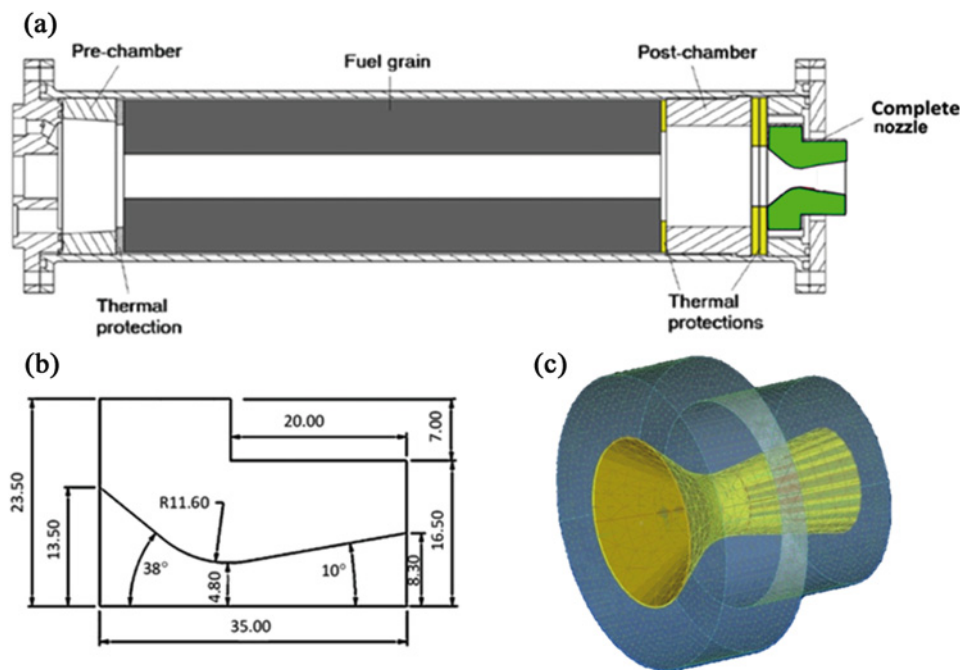 (a)
Pre-chamber
Fuel grain
Post-chamber
Complete
nozzle
Thermal
protection
Thermal
protections
(b)
(c)
20.00
7.00
23.50
13.50
R11.60
38°
4.80
10°
8.30
16.50
35.00